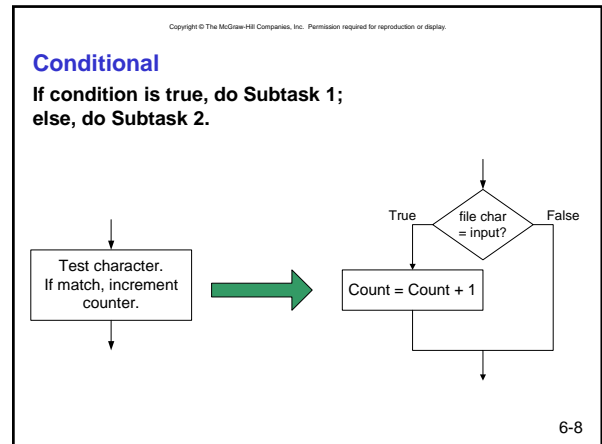 Copyright © The McGraw-Hill Companies, Inc. Permission required for reproduction or display.
Conditional
If condition is true, do Subtask 1;
else, do Subtask 2.
Test character.
If match, increment
counter.
True
file char
= input?
False
Count = Count + 1
6-8